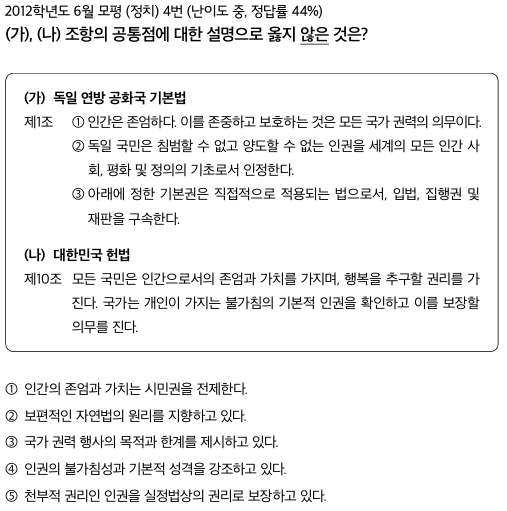 2012학년도 6월 모평 (정치) 4번 (난이도 중, 정답률 44%)
(가), (나) 조항의 공통점에 대한 설명으로 옳지 않은 것은?
(가) 독일 연방 공화국 기본법
제1조 ① 인간은 존엄하다. 이를 존중하고 보호하는 것은 모든 국가 권력의 의무이다.
② 독일 국민은 침범할 수 없고 양도할 수 없는 인권을 세계의 모든 인간 사
회, 평화 및 정의의 기초로서 인정한다.
③ 아래에 정한 기본권은 직접적으로 적용되는 법으로서, 입법, 집행권 및
재판을 구속한다.
(나) 대한민국 헌법
제10조 모든 국민은 인간으로서의 존엄과 가치를 가지며, 행복을 추구할 권리를 가
진다. 국가는 개인이 가지는 불가침의 기본적 인권을 확인하고 이를 보장할
의무를 진다.
① 인간의 존엄과 가치는 시민권을 전제한다.
② 보편적인 자연법의 원리를 지향하고 있다.
③ 국가 권력 행사의 목적과 한계를 제시하고 있다.
④ 인권의 불가침성과 기본적 성격을 강조하고 있다.
⑤ 천부적 권리인 인권을 실정법상의 권리로 보장하고 있다.